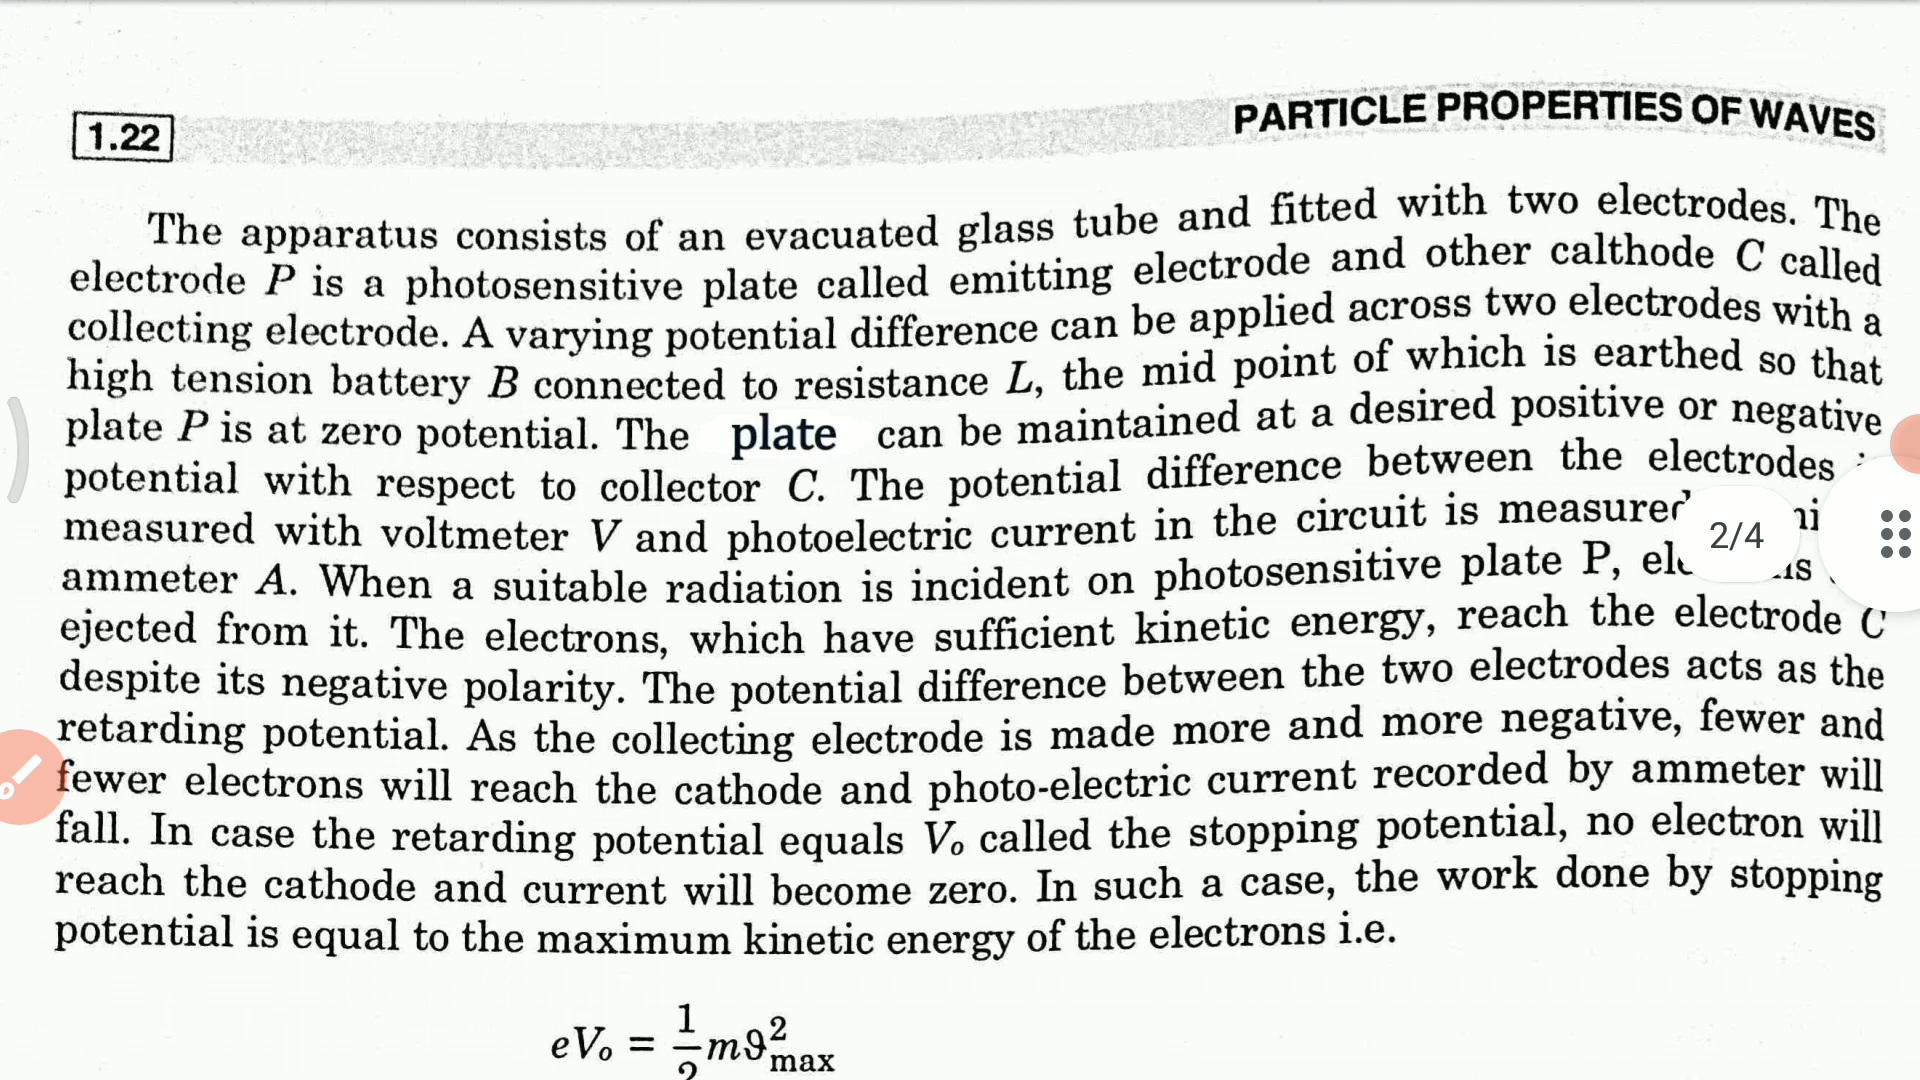 1.22
PARTICLE PROPERTIES OF WAVES
The apparatus consists of an evacuated glass tube and fitted with two electrodes. The
electrode P is a photosensitive plate called emitting electrode and other calthode C called
collecting electrode. A varying potential difference can be applied across two electrodes with a
high tension battery B connected to resistance L, the mid point of which is earthed so that
plate P is at zero potential. The plate can be maintained at a desired positive or negative
potential with respect to collector C. The potential difference between the electrodes
measured with voltmeter V and photoelectric current in the circuit is measured
2/4
ammeter A. When a suitable radiation is incident on photosensitive plate P,
ejected from it. The electrons, which have sufficient kinetic energy, reach the electrode C
despite its negative polarity. The potential difference between the two electrodes acts as the
retarding potential. As the collecting electrode is made more and more negative, fewer and
fewer electrons will reach the cathode and photo-electric current recorded by ammeter will
fall. In case the retarding potential equals Vo called the stopping potential, no electron will
reach the cathode and current will become zero. In such a case, the work done by stopping
potential is equal to the maximum kinetic energy of the electrons i.e.
eVo = 1/2 mϑ²max